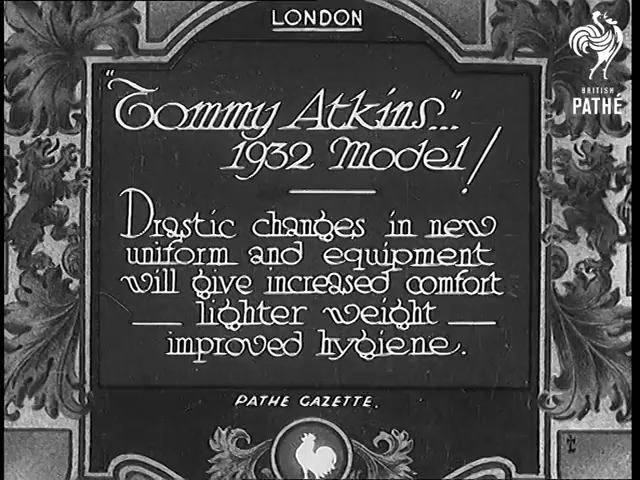 LONDON
BRITISH
PATHÉ
"Tommy Atkins..."
1932 Model!
Drastic changes in new
uniform and equipment
will give increased comfort
lighter weight
improved hygiene.
PATHE GAZETTE.